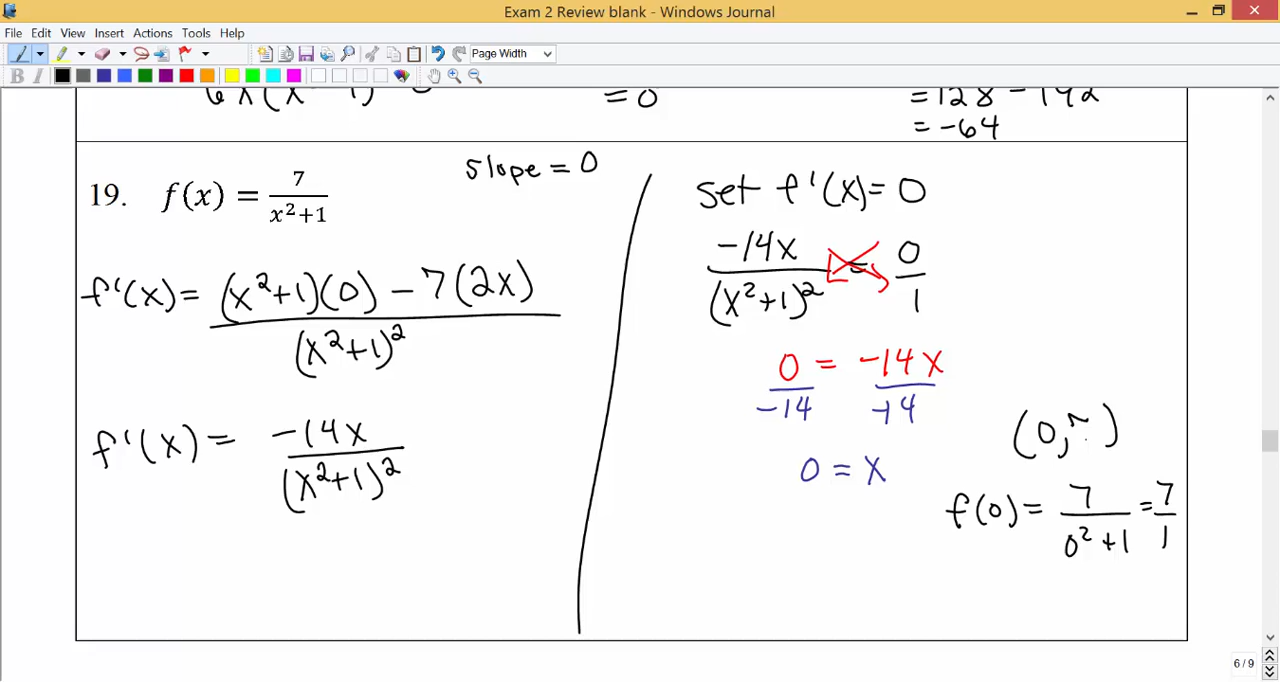 Exam 2 Review blank - Windows Journal
File Edit View Insert Actions Tools Help
Page Width
B I
= 0
= 128 - 192
= -64
19. f(x) = 7/(x²+1)
slope = 0
f'(x) = ((x²+1)(0) - 7(2x))/(x²+1)²
f'(x) = -14x/(x²+1)²
set f'(x) = 0
-14x/(x²+1)² = 0/1
0 = -14x
-14 -14
0 = x
(0,
f(0) = 7/(0²+1) = 7/1
6 / 9